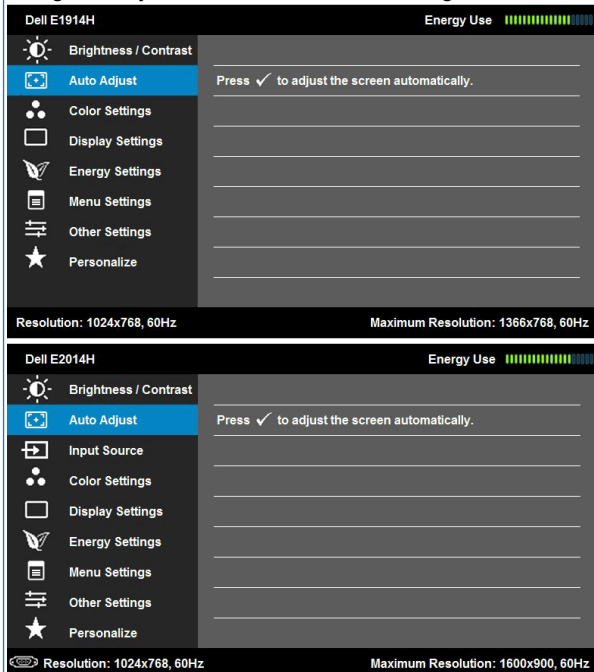 Dell E1914H Energy Use
Brightness / Contrast
Auto Adjust Press ✓ to adjust the screen automatically.
Color Settings
Display Settings
Energy Settings
Menu Settings
Other Settings
Personalize
Resolution: 1024x768, 60Hz Maximum Resolution: 1366x768, 60Hz
Dell E2014H Energy Use
Brightness / Contrast
Auto Adjust Press ✓ to adjust the screen automatically.
Input Source
Color Settings
Display Settings
Energy Settings
Menu Settings
Other Settings
Personalize
Resolution: 1024x768, 60Hz Maximum Resolution: 1600x900, 60Hz